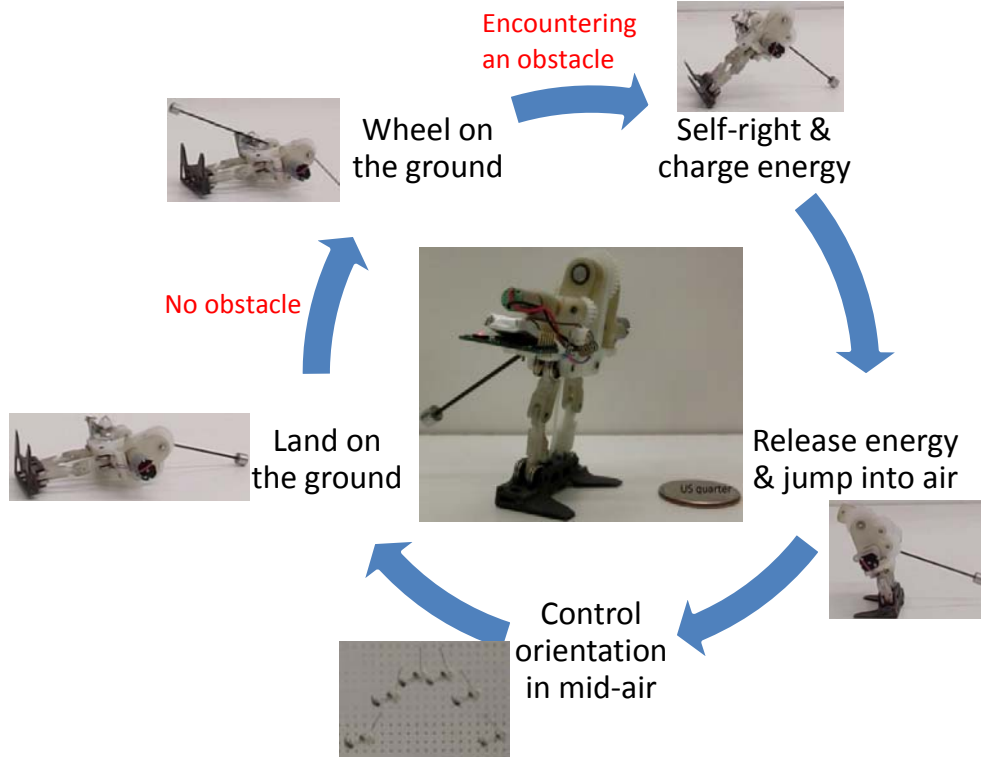 Encountering
an obstacle
Wheel on
the ground
Self-right &
charge energy
No obstacle
US quarter
Land on
the ground
Release energy
& jump into air
Control
orientation
in mid-air